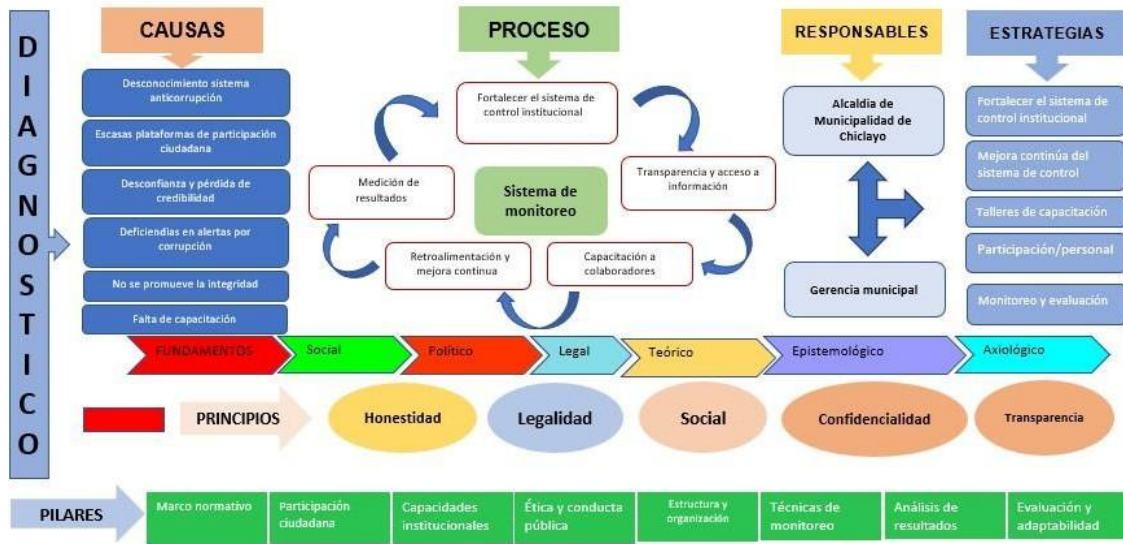 DIAGNOSTICO
CAUSAS
Desconocimiento sistema
anticorrupción
Escasas plataformas de participación
ciudadana
Desconfianza y pérdida de
credibilidad
Deficiendias en alertas por
corrupción
No se promueve la integridad
Falta de capacitación
PROCESO
Fortalecer el sistema de
control institucional
Transparencia y acceso a
información
Capacitación a
colaboradores
Retroalimentación y
mejora continua
Medición de
resultados
Sistema de
monitoreo
RESPONSABLES
Alcaldia de
Municipalidad de
Chiclayo
Gerencia municipal
ESTRATEGIAS
Fortalecer el sistema de
control institucional
Mejora continúa del
sistema de control
Talleres de capacitación
Participación/personal
Monitoreo y evaluación
FUNDAMENTOS
Social
Político
Legal
Teórico
Epistemológico
Axiológico
PRINCIPIOS
Honestidad
Legalidad
Social
Confidencialidad
Transparencia
PILARES
Marco normativo
Participación
ciudadana
Capacidades
institucionales
Ética y conducta
pública
Estructura y
organización
Técnicas de
monitoreo
Análisis de
resultados
Evaluación y
adaptabilidad